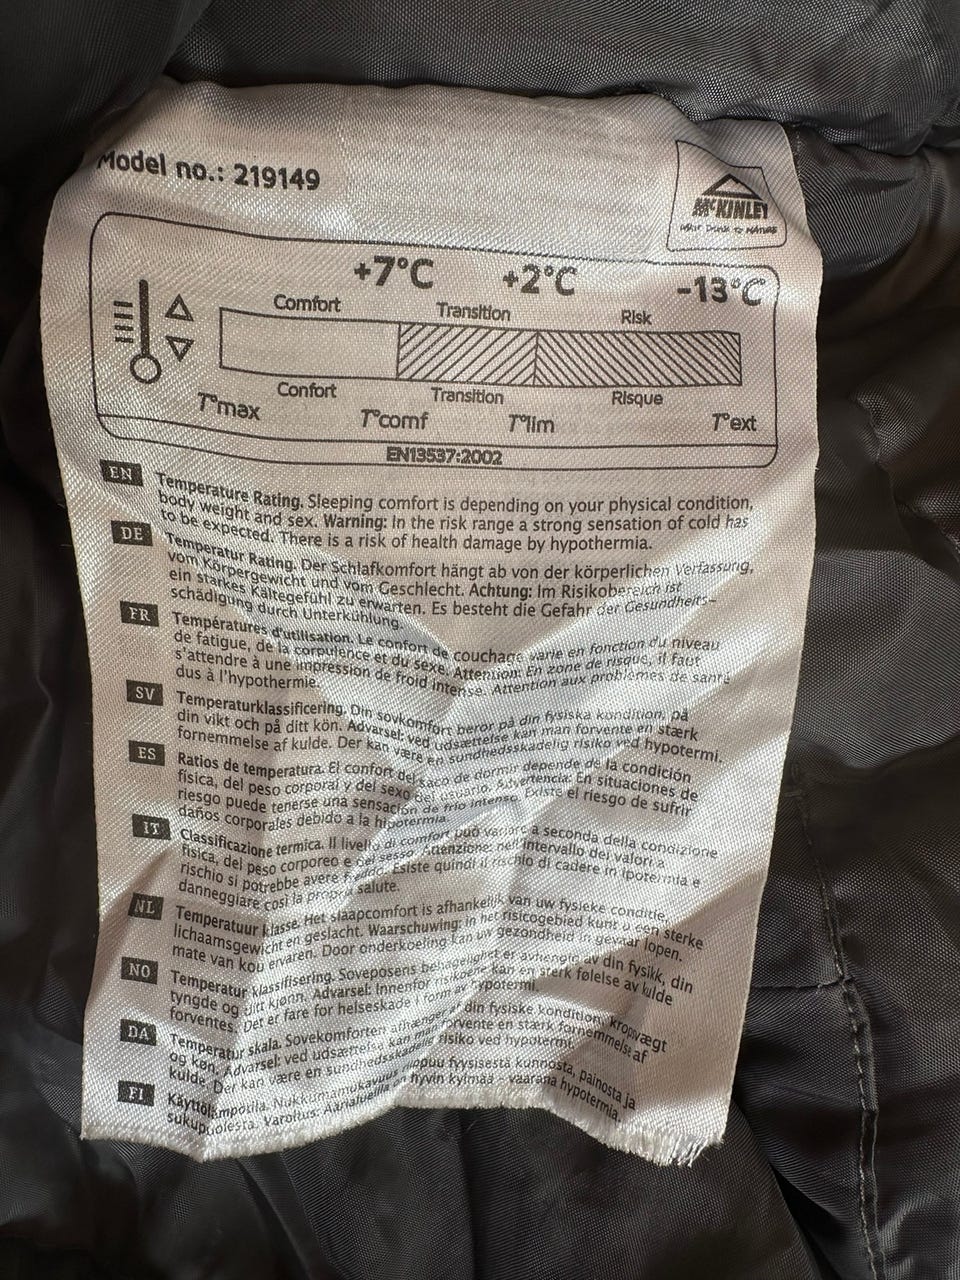 Model no.: 219149
McKINLEY
+7°C +2°C -13°C
Comfort Transition Risk
Confort Transition Risque
T°max T°comf T°lim T°ext
EN13537:2002
EN Temperature Rating. Sleeping comfort is depending on your physical condition,
body weight and sex. Warning: In the risk range a strong sensation of cold has
to be expected. There is a risk of health damage by hypothermia.
DE Temperatur Rating. Der Schlafkomfort hängt ab von der körperlichen Verfassung,
vom Körpergewicht und vom Geschlecht. Achtung: Im Risikobereich ist
ein starkes Kältegefühl zu erwarten. Es besteht die Gefahr der Gesundheits-
schädigung durch Unterkühlung.
FR Températures d'utilisation. Le confort de couchage varie en fonction du niveau
de fatigue, de la corpulence et du sexe. Attention: En zone de risque, il faut
s'attendre à une impression de froid intense. Attention aux problèmes de santé
dus à l'hypothermie.
SV Temperaturklassificering. Din sovkomfort beror på din fysiska kondition, på
din vikt och på ditt kön. Advarsel: ved udsættelse kan man forvente en stærk
fornemmelse af kulde. Der kan være en sundhedsskadelig risiko ved hypotermi.
ES Ratios de temperatura. El confort del saco de dormir depende de la condición
física, del peso corporal y del sexo del usuario. Advertencia: En situaciones de
riesgo puede tenerse una sensación de frío intenso. Existe el riesgo de sufrir
daños corporales debido a la hipotermia.
IT Classificazione termica. Il livello di comfort può variare a seconda della condizione
fisica, del peso corporeo e del sesso. Attenzione: nell'intervallo dei valori a
rischio si potrebbe avere freddo. Esiste quindi il rischio di cadere in ipotermia e
danneggiare così la propria salute.
NL Temperatuur klasse. Het slaapcomfort is afhankelijk van uw fysieke conditie,
lichaamsgewicht en geslacht. Waarschuwing: in het risicogebied kunt u een sterke
mate van kou ervaren. Door onderkoeling kan uw gezondheid in gevaar lopen.
NO Temperatur klassifisering. Soveposens behagelighet er avhengig av din fysikk, din
tyngde og ditt kjønn. Advarsel: Innenfor risikoene kan en sterk følelse av kulde
forventes. Det er fare for helseskade i form av hypotermi.
DA Temperatur skala. Sovekomforten afhænger af din fysiske kondition, kropsvægt
og køn. Advarsel: ved udsættelse kan man forvente en stærk fornemmelse af
kulde. Der kan være en sundhedsskadelig risiko ved hypotermi.
FI Käyttölämpötila. Nukkumamukavuus fyysisestä kunnosta, painosta ja
sukupuolesta. Varoitus: Äärialueilla on hyvin kylmää - vaarana hypotermia.